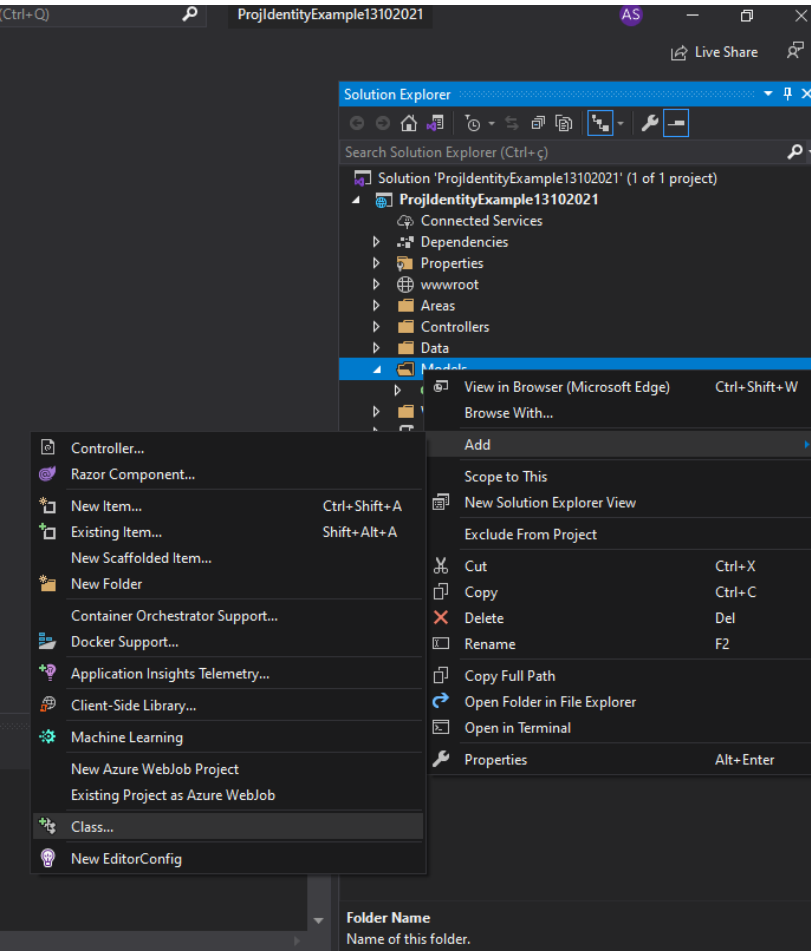 (Ctrl+Q)
ProjIdentityExample13102021
AS
Live Share
Solution Explorer
Search Solution Explorer (Ctrl+ç)
Solution 'ProjIdentityExample13102021' (1 of 1 project)
ProjIdentityExample13102021
Connected Services
Dependencies
Properties
wwwroot
Areas
Controllers
Data
Models
View in Browser (Microsoft Edge) Ctrl+Shift+W
Browse With...
Add
Scope to This
New Solution Explorer View
Exclude From Project
Cut Ctrl+X
Copy Ctrl+C
Delete Del
Rename F2
Copy Full Path
Open Folder in File Explorer
Open in Terminal
Properties Alt+Enter
Controller...
Razor Component...
New Item... Ctrl+Shift+A
Existing Item... Shift+Alt+A
New Scaffolded Item...
New Folder
Container Orchestrator Support...
Docker Support...
Application Insights Telemetry...
Client-Side Library...
Machine Learning
New Azure WebJob Project
Existing Project as Azure WebJob
Class...
New EditorConfig
Folder Name
Name of this folder.